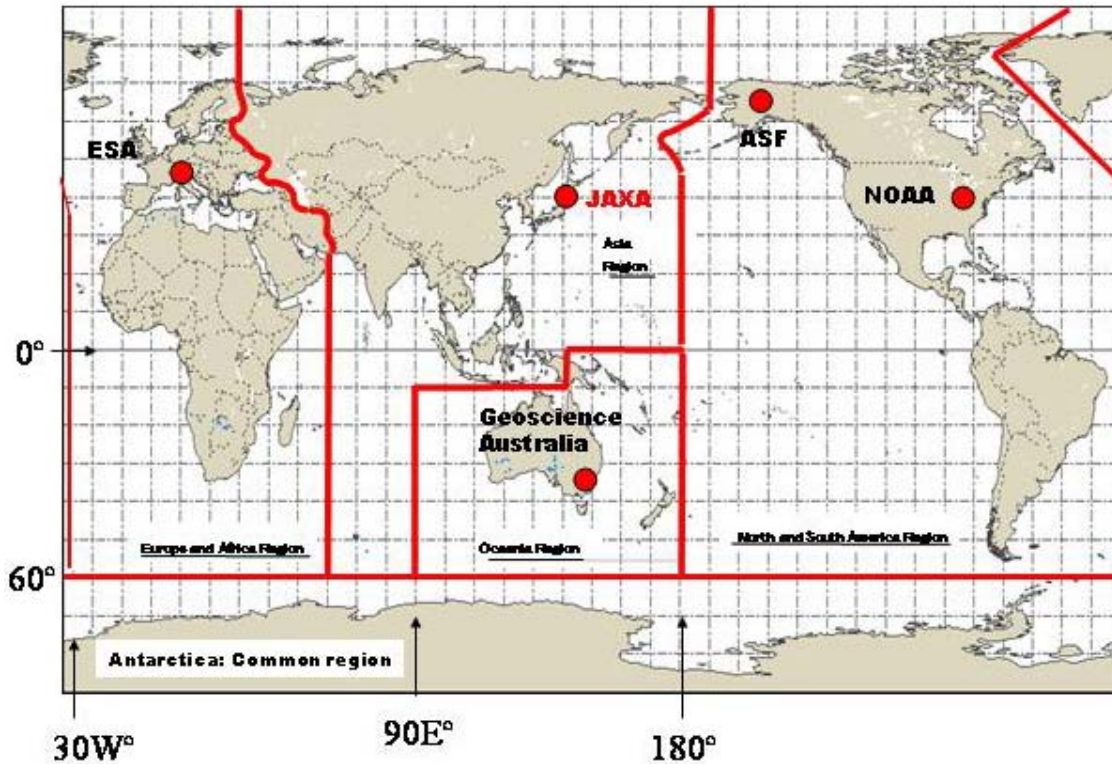 ESA
ASF
JAXA
NOAA
Asia
Region
0°
Geoscience
Australia
Europe and Africa Region
Oceania Region
North and South America Region
60°
Antarctica: Common region
30W°
90E°
180°